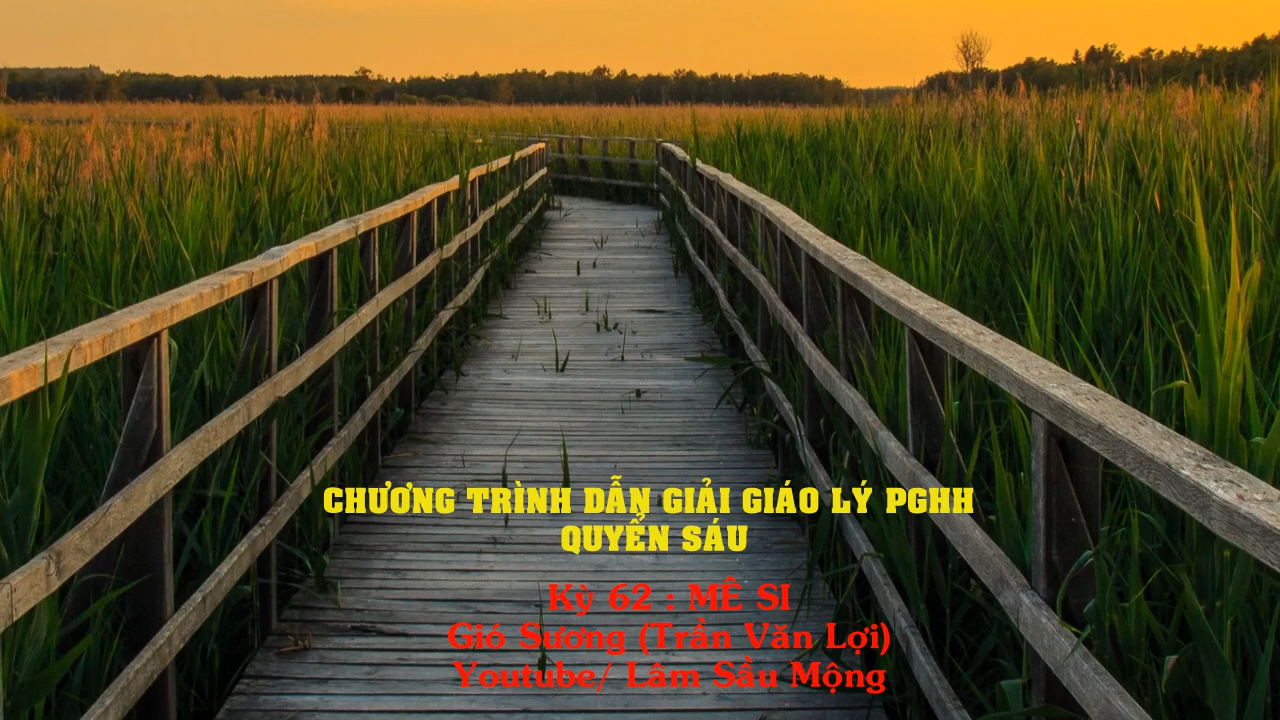 CHƯƠNG TRÌNH DẪN GIẢI GIÁO LÝ PGHH
QUYỂN SÁU
Kỳ 62 : MÊ SI
Gió Sương (Trần Văn Lợi)
Youtube/ Lâm Sầu Mộng